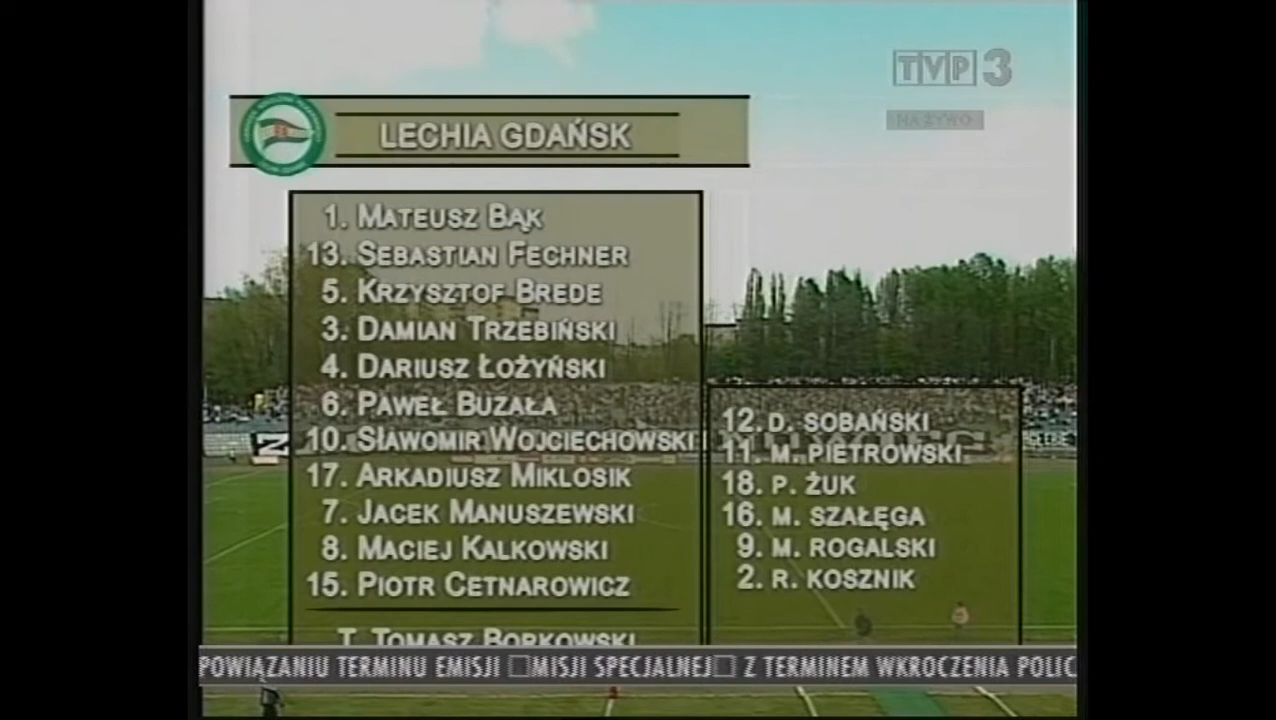 TVP 3
NA ŻYWO
LECHIA GDAŃSK
1. MATEUSZ BĄK
13. SEBASTIAN FECHNER
5. KRZYSZTOF BREDE
3. DAMIAN TRZEBIŃSKI
4. DARIUSZ ŁOŻYŃSKI
6. PAWEŁ BUZAŁA
10. SŁAWOMIR WOJCIECHOWSKI
17. ARKADIUSZ MIKLOSIK
7. JACEK MANUSZEWSKI
8. MACIEJ KALKOWSKI
15. PIOTR CETNAROWICZ
T. TOMASZ BORKOWSKI
12. D. SOBAŃSKI
11. M. PIETROWSKI
18. P. ŻUK
16. M. SZAŁĘGA
9. M. ROGALSKI
2. R. KOSZNIK
POWIĄZANIU TERMINU EMISJI □MISJI SPECJALNEJ□ Z TERMINEM WKROCZENIA POLIC